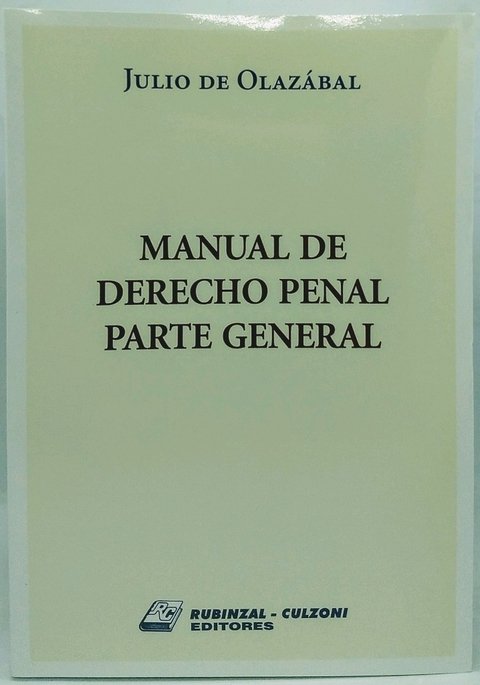 JULIO DE OLAZÁBAL
MANUAL DE
DERECHO PENAL
PARTE GENERAL
RC
RUBINZAL - CULZONI
EDITORES